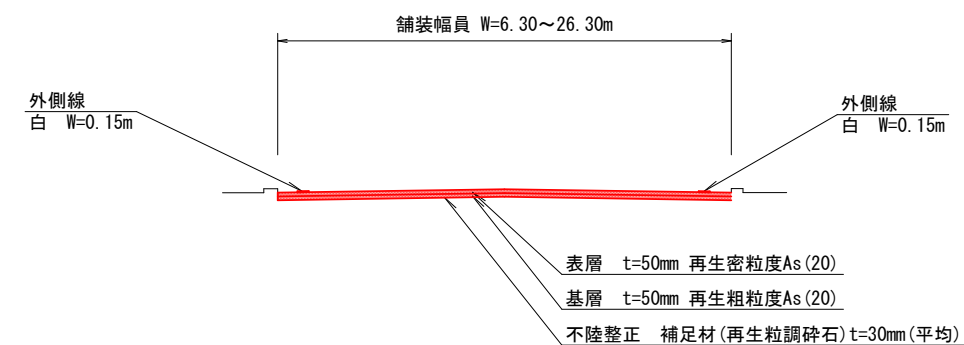 舗装幅員 W=6.30～26.30m
外側線
白 W=0.15m
外側線
白 W=0.15m
表層 t=50mm 再生密粒度As(20)
基層 t=50mm 再生粗粒度As(20)
不陸整正 補足材(再生粒調砕石)t=30mm(平均)